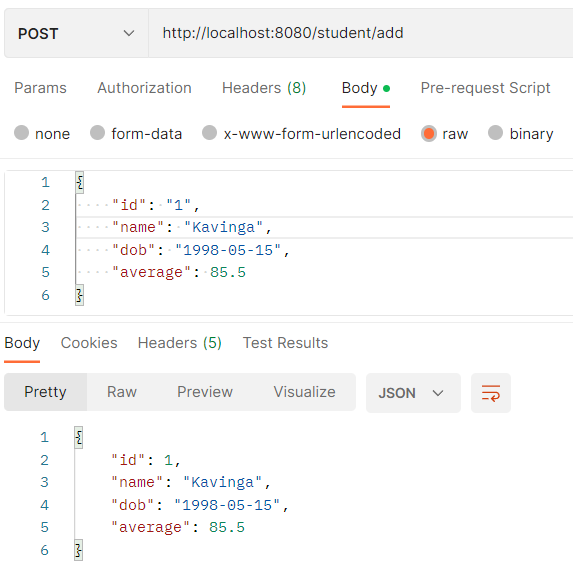 POST http://localhost:8080/student/add
Params Authorization Headers (8) Body Pre-request Script
none form-data x-www-form-urlencoded raw binary
1 {
2 "id": "1",
3 "name": "Kavinga",
4 "dob": "1998-05-15",
5 "average": 85.5
6 }
Body Cookies Headers (5) Test Results
Pretty Raw Preview Visualize JSON
1 {
2 "id": 1,
3 "name": "Kavinga",
4 "dob": "1998-05-15",
5 "average": 85.5
6 }